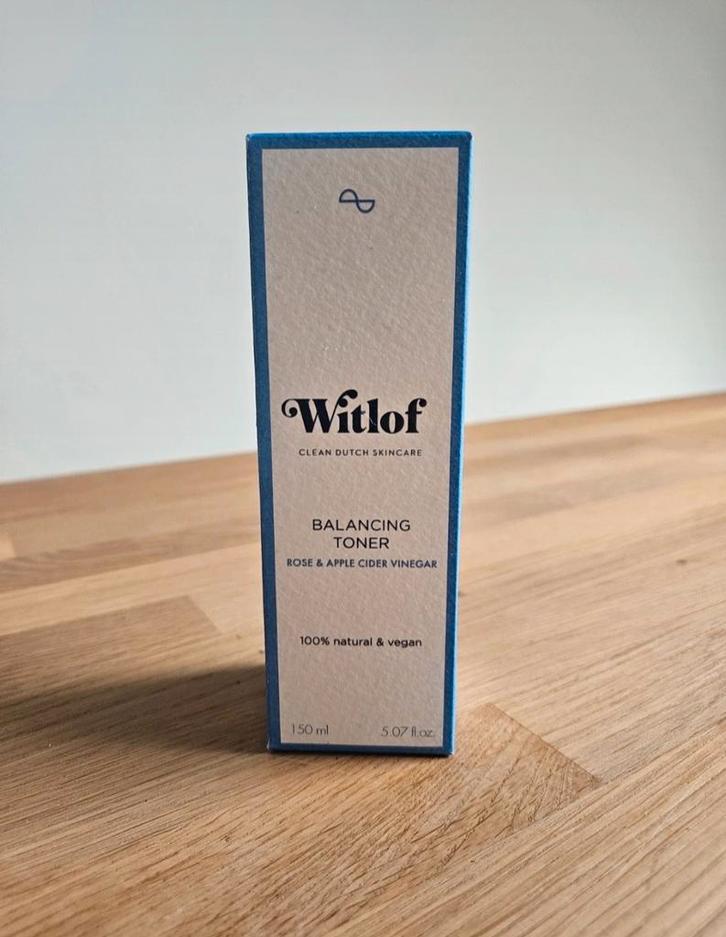 Witlof
CLEAN DUTCH SKINCARE
BALANCING
TONER
ROSE & APPLE CIDER VINEGAR
100% natural & vegan
150 ml 5.07 fl.oz.